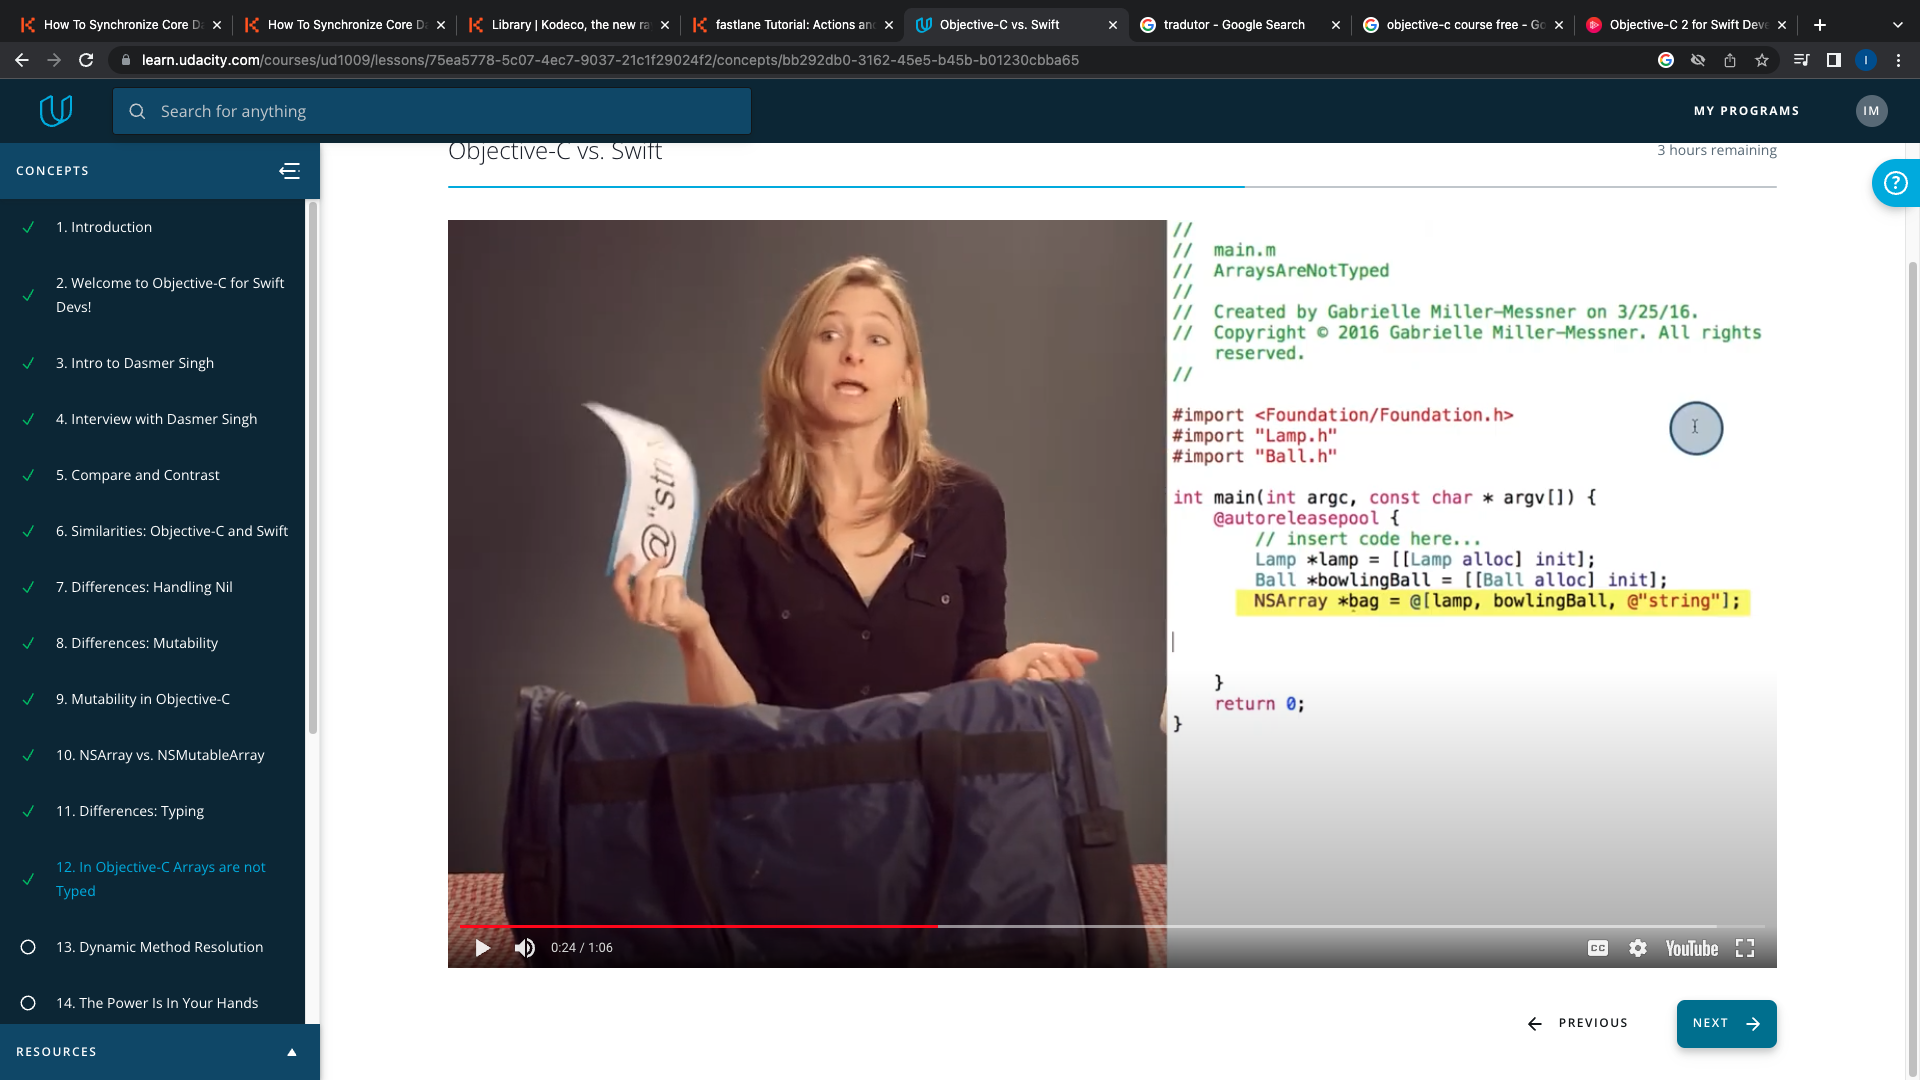 How To Synchronize Core D
How To Synchronize Core D
Library | Kodeco, the new ra
fastlane Tutorial: Actions an
Objective-C vs. Swift
tradutor - Google Search
objective-c course free - Go
Objective-C 2 for Swift Deve
learn.udacity.com/courses/ud1009/lessons/75ea5778-5c07-4ec7-9037-21c1f29024f2/concepts/bb292db0-3162-45e5-b45b-b01230cbba65
I
Search for anything
MY PROGRAMS
IM
CONCEPTS
1. Introduction
2. Welcome to Objective-C for Swift
Devs!
3. Intro to Dasmer Singh
4. Interview with Dasmer Singh
5. Compare and Contrast
6. Similarities: Objective-C and Swift
7. Differences: Handling Nil
8. Differences: Mutability
9. Mutability in Objective-C
10. NSArray vs. NSMutableArray
11. Differences: Typing
12. In Objective-C Arrays are not
Typed
13. Dynamic Method Resolution
14. The Power Is In Your Hands
RESOURCES
Objective-C vs. Swift
3 hours remaining
?
@"strin
//
// main.m
// ArraysAreNotTyped
//
// Created by Gabrielle Miller-Messner on 3/25/16.
// Copyright © 2016 Gabrielle Miller-Messner. All rights
reserved.
//
#import <Foundation/Foundation.h>
#import "Lamp.h"
#import "Ball.h"
int main(int argc, const char * argv[]) {
@autoreleasepool {
// insert code here...
Lamp *lamp = [[Lamp alloc] init];
Ball *bowlingBall = [[Ball alloc] init];
NSArray *bag = @[lamp, bowlingBall, @"string"];
}
return 0;
}
0:24 / 1:06
CC
YouTube
PREVIOUS
NEXT